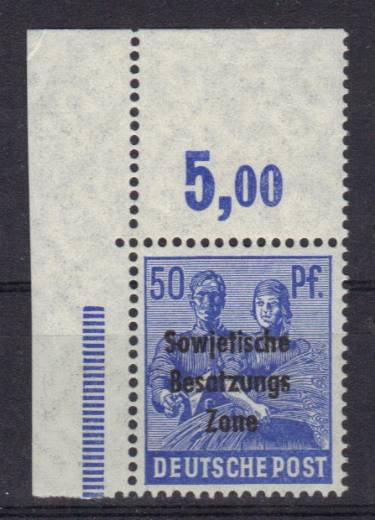 5,00
50 Pf.
Sowjetische
Besatzungs
Zone
DEUTSCHE POST